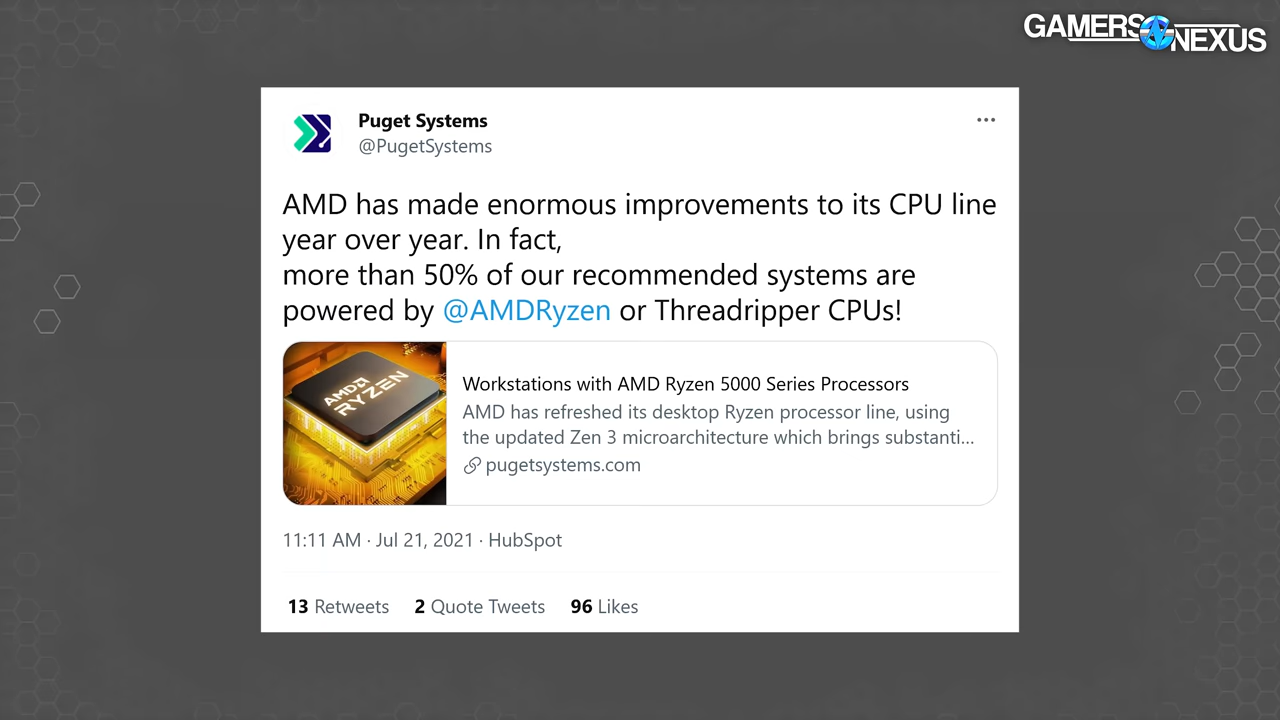 GAMERS NEXUS
Puget Systems
@PugetSystems
AMD has made enormous improvements to its CPU line
year over year. In fact,
more than 50% of our recommended systems are
powered by @AMDRyzen or Threadripper CPUs!
AMD
RYZEN
Workstations with AMD Ryzen 5000 Series Processors
AMD has refreshed its desktop Ryzen processor line, using
the updated Zen 3 microarchitecture which brings substanti...
pugetsystems.com
11:11 AM · Jul 21, 2021 · HubSpot
13 Retweets 2 Quote Tweets 96 Likes